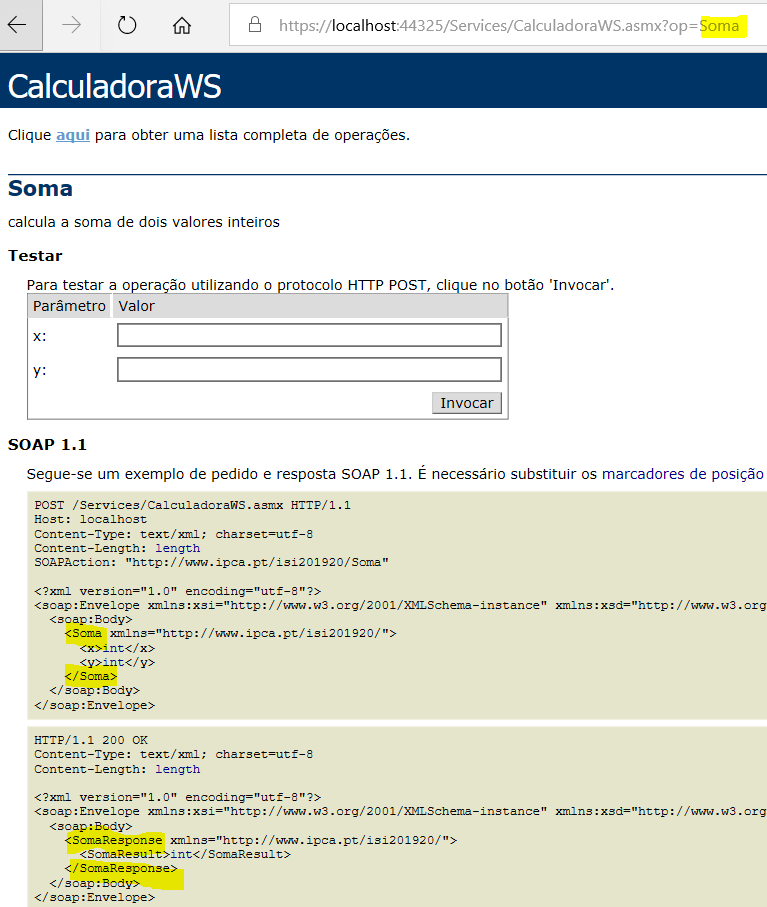 https://localhost:44325/Services/CalculadoraWS.asmx?op=Soma
CalculadoraWS
Clique aqui para obter uma lista completa de operações.
Soma
calcula a soma de dois valores inteiros
Testar
Para testar a operação utilizando o protocolo HTTP POST, clique no botão 'Invocar'.
Parâmetro Valor
x:
y:
Invocar
SOAP 1.1
Segue-se um exemplo de pedido e resposta SOAP 1.1. É necessário substituir os marcadores de posição
POST /Services/CalculadoraWS.asmx HTTP/1.1
Host: localhost
Content-Type: text/xml; charset=utf-8
Content-Length: length
SOAPAction: "http://www.ipca.pt/isi201920/Soma"
<?xml version="1.0" encoding="utf-8"?>
<soap:Envelope xmlns:xsi="http://www.w3.org/2001/XMLSchema-instance" xmlns:xsd="http://www.w3.org
<soap:Body>
<Soma xmlns="http://www.ipca.pt/isi201920/">
<x>int</x>
<y>int</y>
</Soma>
</soap:Body>
</soap:Envelope>
HTTP/1.1 200 OK
Content-Type: text/xml; charset=utf-8
Content-Length: length
<?xml version="1.0" encoding="utf-8"?>
<soap:Envelope xmlns:xsi="http://www.w3.org/2001/XMLSchema-instance" xmlns:xsd="http://www.w3.org
<soap:Body>
<SomaResponse xmlns="http://www.ipca.pt/isi201920/">
<SomaResult>int</SomaResult>
</SomaResponse>
</soap:Body>
</soap:Envelope>